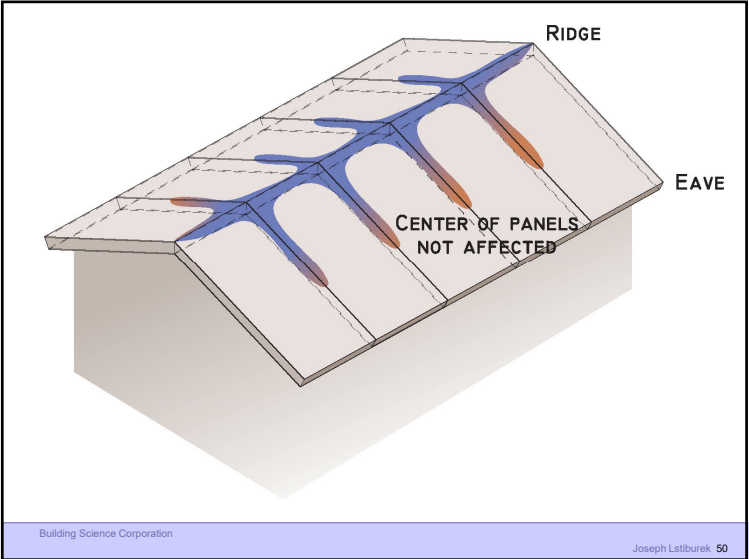 RIDGE
EAVE
CENTER OF PANELS
NOT AFFECTED
Building Science Corporation
Joseph Lstiburek 50